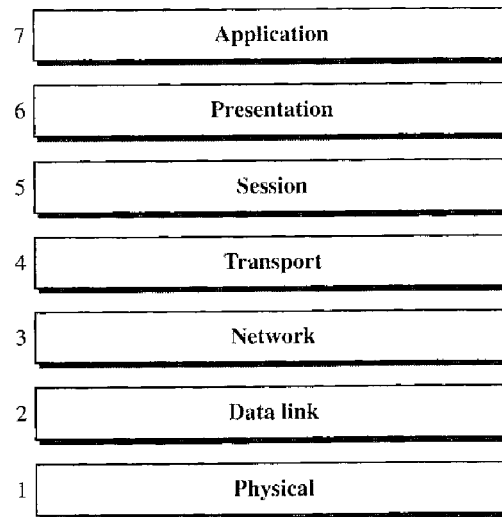 7 Application
6 Presentation
5 Session
4 Transport
3 Network
2 Data link
1 Physical